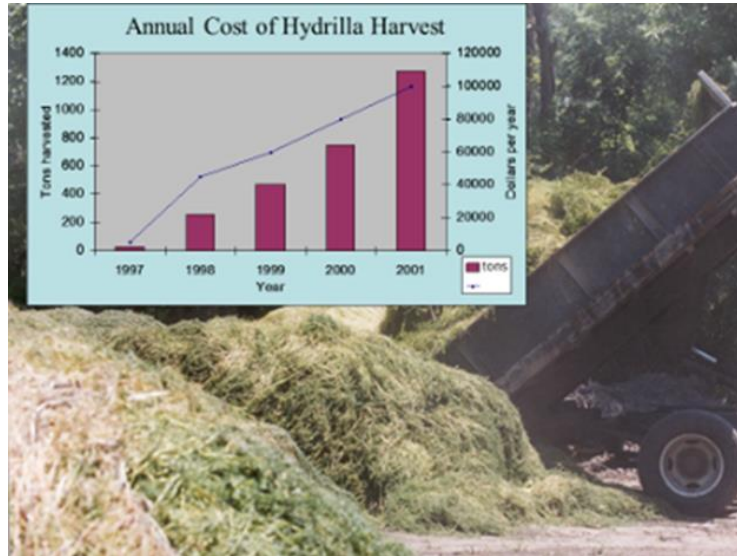 Annual Cost of Hydrilla Harvest
1400
1200
1000
800
600
400
200
0
Tons harvested
120000
100000
80000
60000
40000
20000
0
Dollars per year
1997 1998 1999 2000 2001
Year
tons